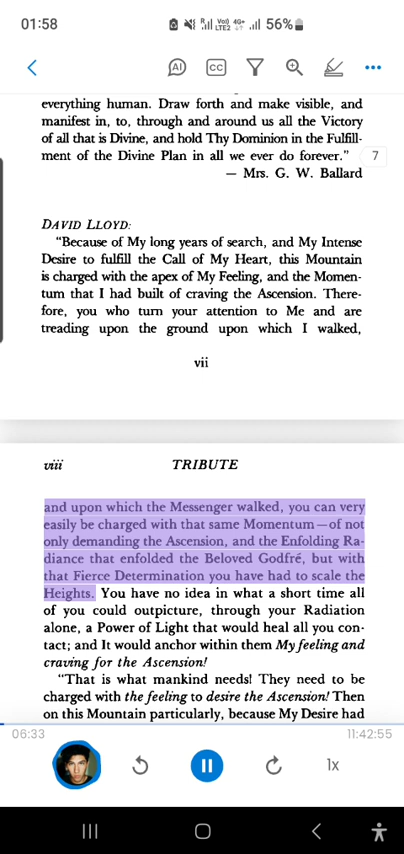 01:58
56%
AI
CC
everything human. Draw forth and make visible, and
manifest in, to, through and around us all the Victory
of all that is Divine, and hold Thy Dominion in the Fulfill-
ment of the Divine Plan in all we ever do forever."
7
— Mrs. G. W. Ballard
DAVID LLOYD:
"Because of My long years of search, and My Intense
Desire to fulfill the Call of My Heart, this Mountain
is charged with the apex of My Feeling, and the Momen-
tum that I had built of craving the Ascension. There-
fore, you who turn your attention to Me and are
treading upon the ground upon which I walked,
vii
viii TRIBUTE
and upon which the Messenger walked, you can very
easily be charged with that same Momentum—of not
only demanding the Ascension, and the Enfolding Ra-
diance that enfolded the Beloved Godfré, but with
that Fierce Determination you have had to scale the
Heights. You have no idea in what a short time all
of you could outpicture, through your Radiation
alone, a Power of Light that would heal all you con-
tact; and It would anchor within them My feeling and
craving for the Ascension!
"That is what mankind needs! They need to be
charged with the feeling to desire the Ascension! Then
on this Mountain particularly, because My Desire had
06:33
11:42:55
1x